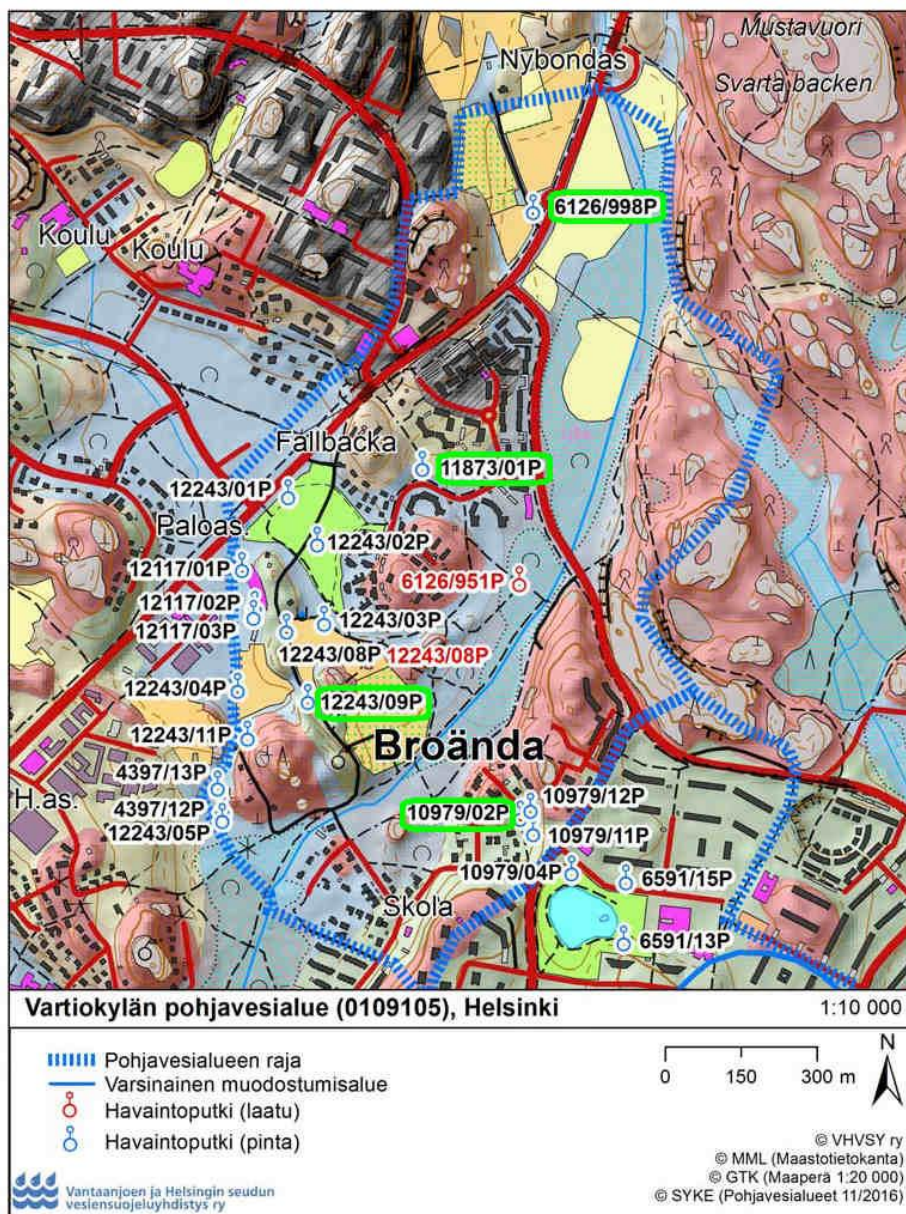 Mustavuori
Svarta backen
Nybondas
6126/998P
Koulu
Koulu
Fallbacka
11873/01P
12243/01P
Paloas
12243/02P
12117/01P
6126/951P
12117/02P
12117/03P
12243/03P
12243/08P
12243/08P
12243/04P
12243/09P
12243/11P
Broända
4397/13P
H.as.
4397/12P
10979/12P
10979/02P
12243/05P
10979/11P
10979/04P
6591/15P
Skola
6591/13P
Vartiokylän pohjavesialue (0109105), Helsinki
1:10 000
Pohjavesialueen raja
Varsinainen muodostumisalue
Havaintoputki (laatu)
Havaintoputki (pinta)
N
0 150 300 m
© VHVSY ry
© MML (Maastotietokanta)
© GTK (Maaperä 1:20 000)
© SYKE (Pohjavesialueet 11/2016)
Vantaanjoen ja Helsingin seudun
vesiensuojeluyhdistys ry